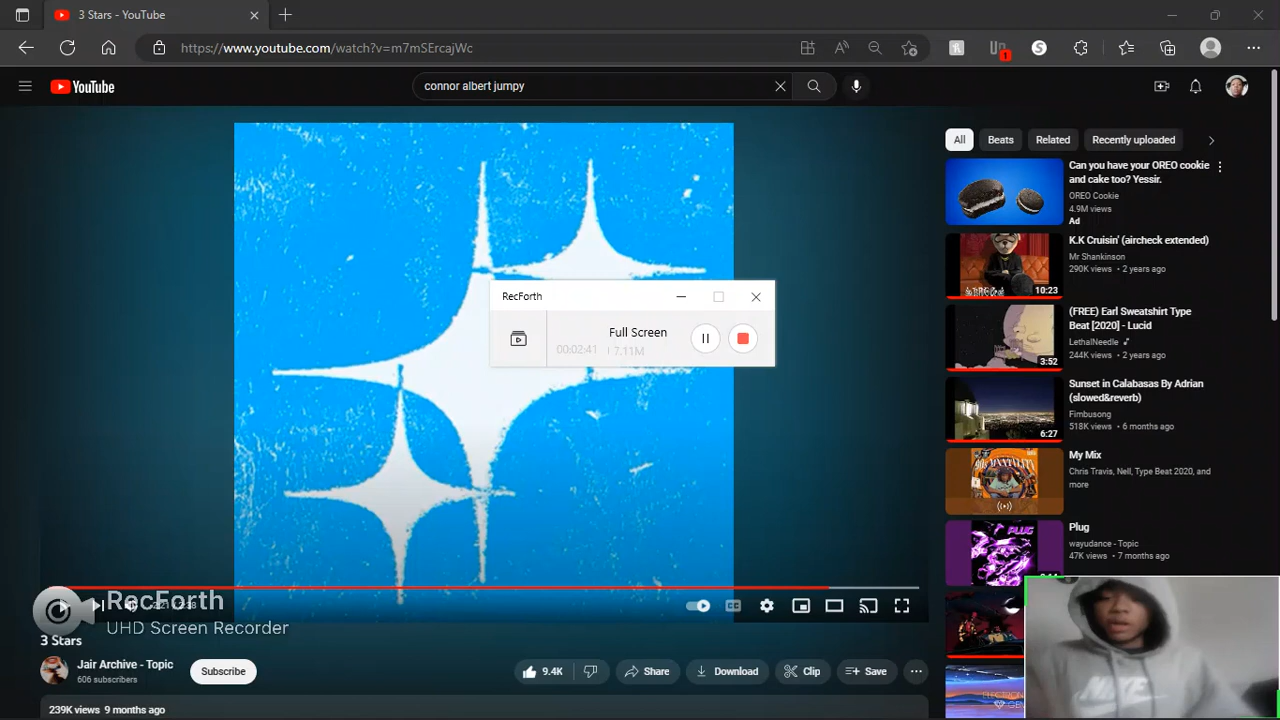 3 Stars - YouTube
https://www.youtube.com/watch?v=m7mSErcajWc
1
YouTube
connor albert jumpy
All
Beats
Related
Recently uploaded
Can you have your OREO cookie
and cake too? Yessir.
OREO Cookie
4.9M views
Ad
K.K Cruisin' (aircheck extended)
Mr Shankinson
290K views • 2 years ago
10:23
(FREE) Earl Sweatshirt Type
Beat [2020] - Lucid
LethalNeedle
244K views • 2 years ago
3:52
Sunset in Calabasas By Adrian
(slowed&reverb)
Fimbusong
518K views • 6 months ago
6:27
My Mix
Chris Travis, Nell, Type Beat 2020, and
more
Plug
wayudance - Topic
47K views • 7 months ago
PLUG
RecForth
Full Screen
00:02:41
7.11M
RecForth
UHD Screen Recorder
CC
3 Stars
Jair Archive - Topic
606 subscribers
Subscribe
9.4K
Share
Download
Clip
Save
239K views 9 months ago
NIKE